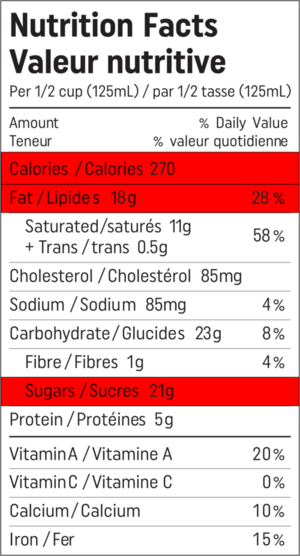 Nutrition Facts
Valeur nutritive
Per 1/2 cup (125mL) / par 1/2 tasse (125mL)
Amount % Daily Value
Teneur % valeur quotidienne
Calories / Calories 270
Fat / Lipides 18g 28 %
Saturated/saturés 11g
+ Trans / trans 0.5g 58 %
Cholesterol / Cholestérol 85mg
Sodium / Sodium 85mg 4 %
Carbohydrate / Glucides 23g 8 %
Fibre / Fibres 1g 4 %
Sugars / Sucres 21g
Protein / Protéines 5g
Vitamin A / Vitamine A 20 %
Vitamin C / Vitamine C 0 %
Calcium / Calcium 10 %
Iron / Fer 15 %